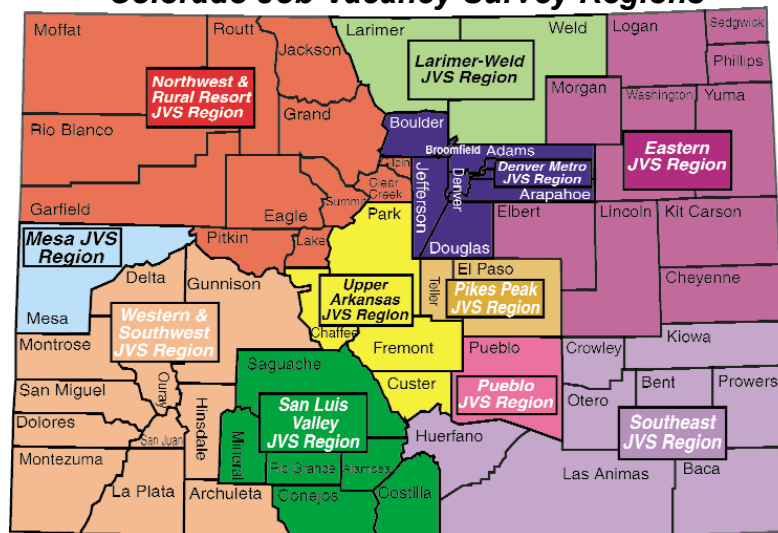 Colorado Job Vacancy Survey Regions
Moffat
Routt
Jackson
Larimer
Weld
Logan
Sedgwick
Phillips
Northwest &
Rural Resort
JVS Region
Larimer-Weld
JVS Region
Morgan
Washington
Yuma
Grand
Rio Blanco
Boulder
Broomfield
Adams
Eastern
JVS Region
Denver Metro
JVS Region
Jefferson
Denver
Arapahoe
Clear
Creek
Summit
Garfield
Eagle
Park
Elbert
Lincoln
Kit Carson
Mesa JVS
Region
Pitkin
Lake
Douglas
Delta
Gunnison
Upper
Arkansas
JVS Region
Teller
El Paso
Pikes Peak
JVS Region
Cheyenne
Mesa
Western &
Southwest
JVS Region
Chaffee
Kiowa
Montrose
Fremont
Pueblo
Crowley
Saguache
Ouray
San Miguel
Custer
Pueblo
JVS Region
Otero
Bent
Prowers
Hinsdale
San Luis
Valley
JVS Region
Southeast
JVS Region
Dolores
San Juan
Mineral
Huerfano
Montezuma
Rio Grande
Alamosa
Las Animas
Baca
La Plata
Archuleta
Conejos
Costilla